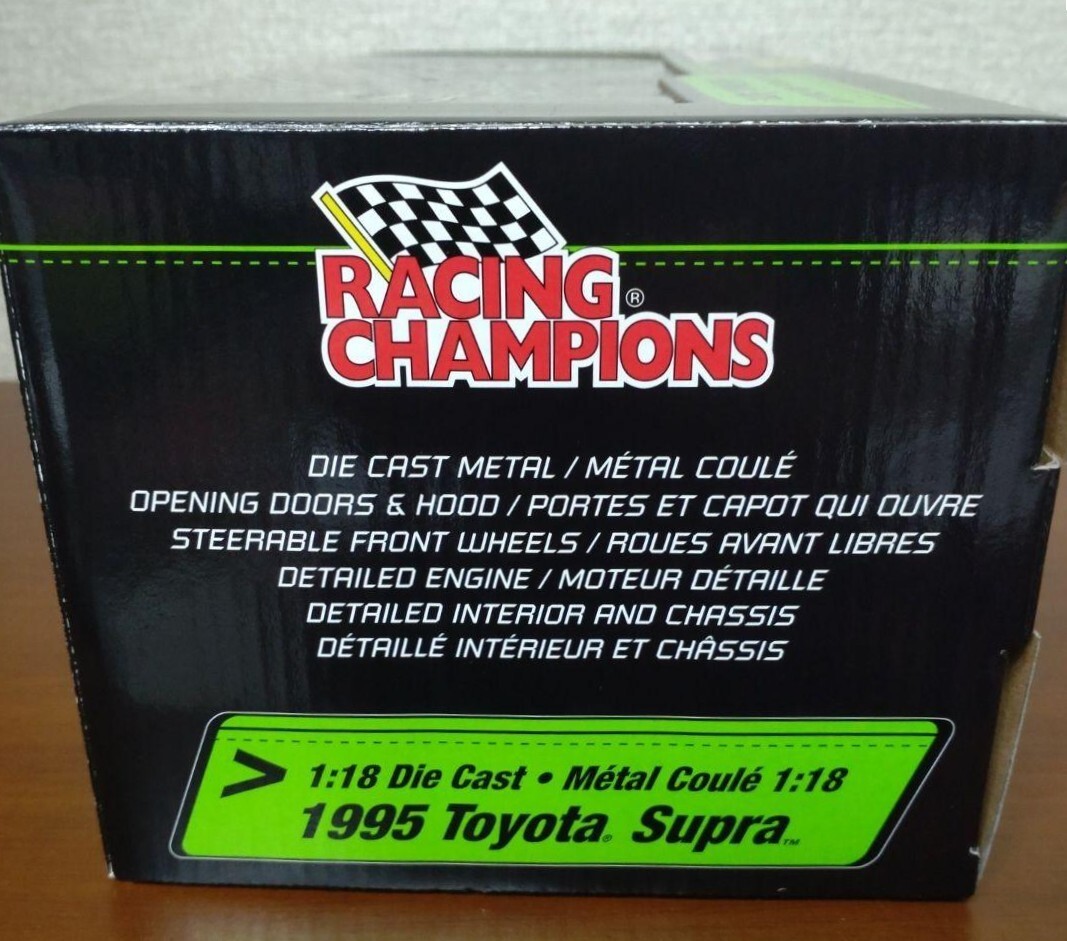 RACING ®
CHAMPIONS
DIE CAST METAL / MÉTAL COULÉ
OPENING DOORS & HOOD / PORTES ET CAPOT QUI OUVRE
STEERABLE FRONT WHEELS / ROUES AVANT LIBRES
DETAILED ENGINE / MOTEUR DÉTAILLE
DETAILED INTERIOR AND CHASSIS
DÉTAILLÉ INTÉRIEUR ET CHÂSSIS
> 1:18 Die Cast • Métal Coulé 1:18
1995 Toyota® Supra™